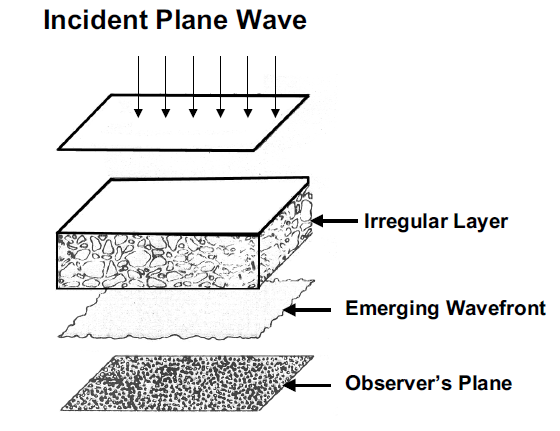 Incident Plane Wave
Irregular Layer
Emerging Wavefront
Observer's Plane